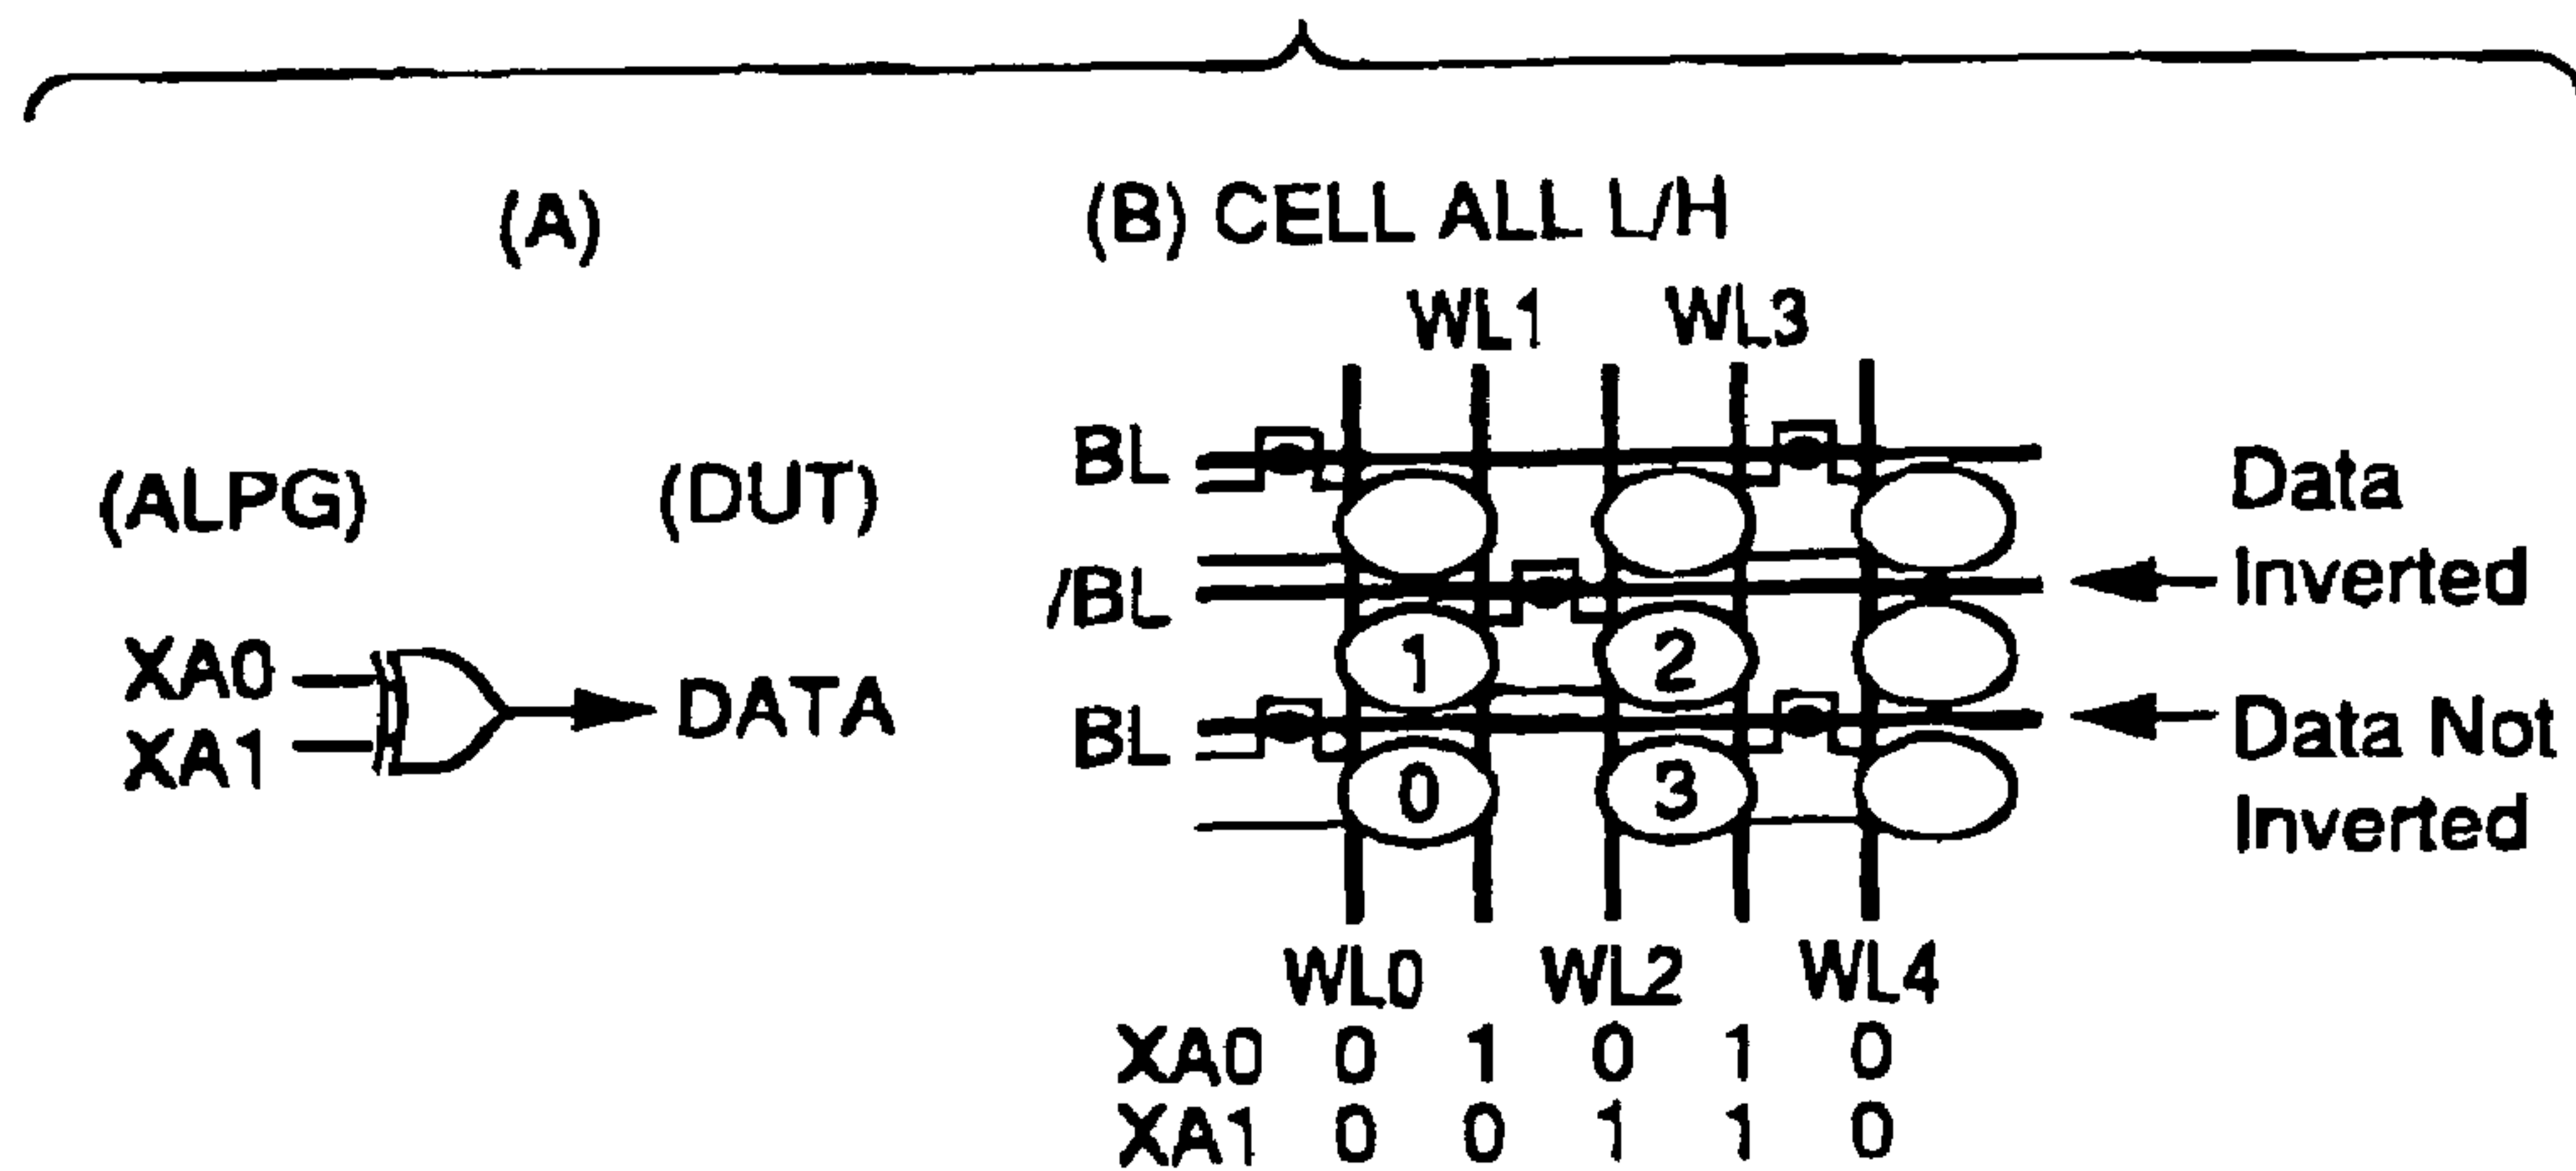 (A)
(ALPG) (DUT)
XA0
XA1
DATA
(B) CELL ALL L/H
WL1 WL3
BL
/BL
BL
1 2
0 3
Data
Inverted
Data Not
Inverted
WL0 WL2 WL4
XA0 0 1 0 1 0
XA1 0 0 1 1 0